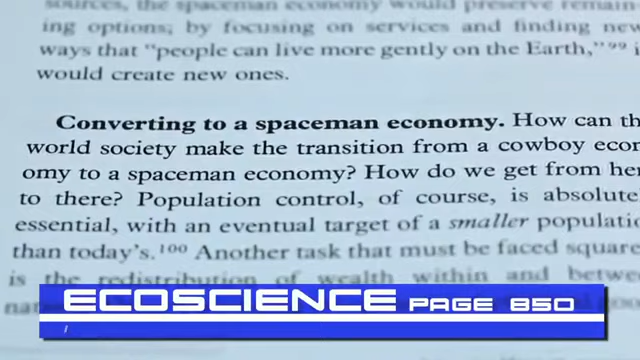 sources, the spaceman economy would preserve remain-
ing options; by focusing on services and finding new
ways that "people can live more gently on the Earth,"⁹⁹ i
would create new ones.
Converting to a spaceman economy. How can th
world society make the transition from a cowboy econ
omy to a spaceman economy? How do we get from her
to there? Population control, of course, is absolute
essential, with an eventual target of a smaller populatio
than today's.¹⁰⁰ Another task that must be faced square
is the redistribution of wealth within and betwe
ECOSCIENCE PAGE 850